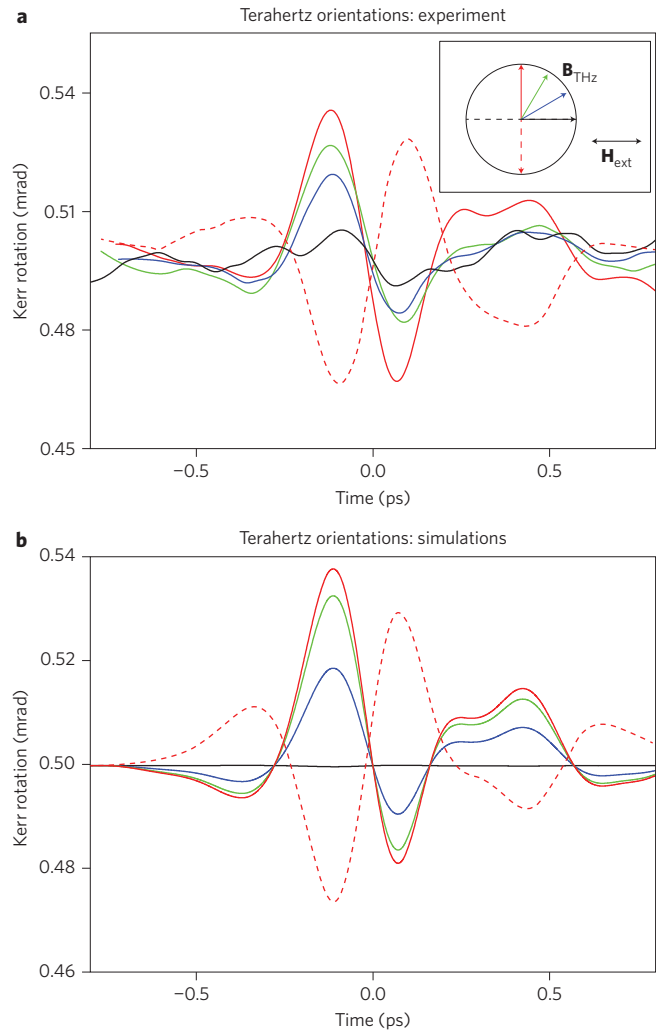 a
Terahertz orientations: experiment
0.54
0.51
0.48
0.45
Kerr rotation (mrad)
B_THz
H_ext
−0.5
0.0
0.5
Time (ps)
b
Terahertz orientations: simulations
0.54
0.52
0.50
0.48
0.46
Kerr rotation (mrad)
−0.5
0.0
0.5
Time (ps)